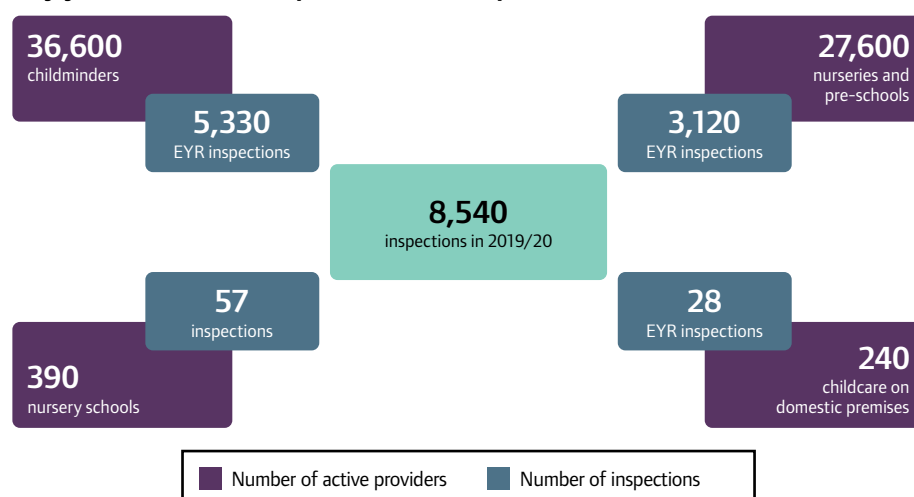 36,600
childminders
5,330
EYR inspections
27,600
nurseries and
pre-schools
3,120
EYR inspections
8,540
inspections in 2019/20
57
inspections
390
nursery schools
28
EYR inspections
240
childcare on
domestic premises
Number of active providers
Number of inspections